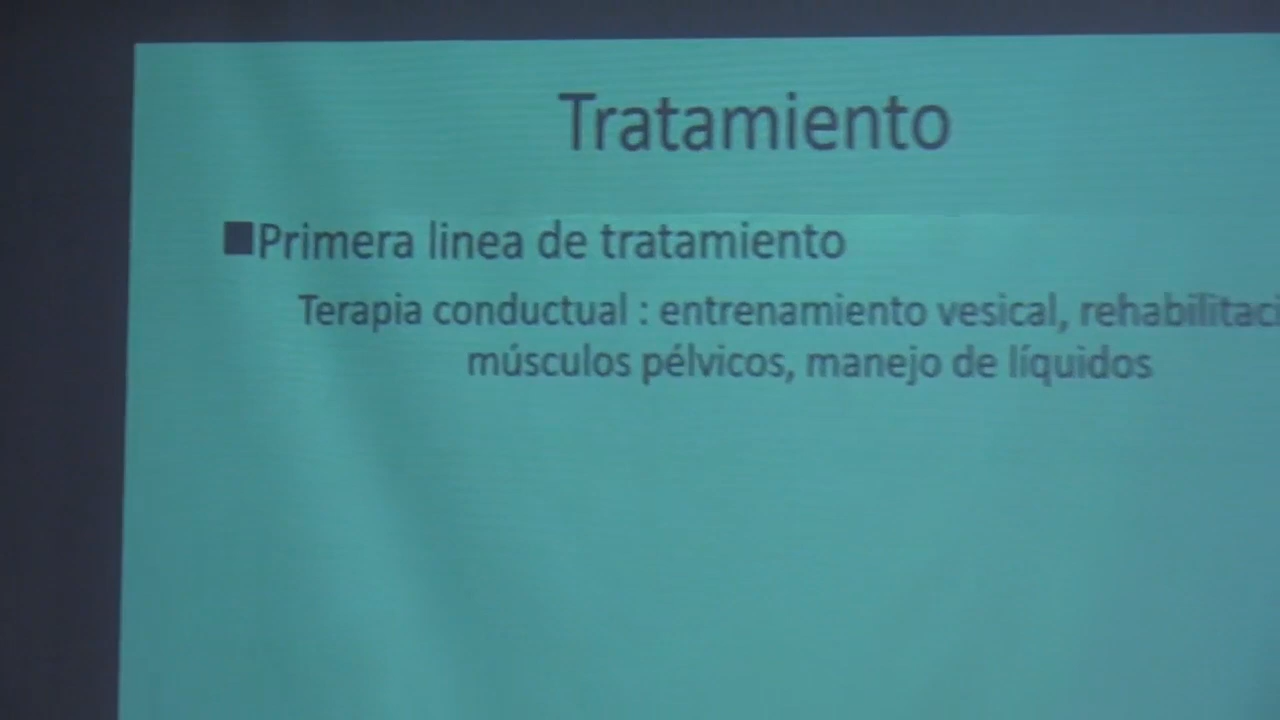 Tratamiento
Primera linea de tratamiento
Terapia conductual : entrenamiento vesical,
músculos pélvicos, manejo de líquidos